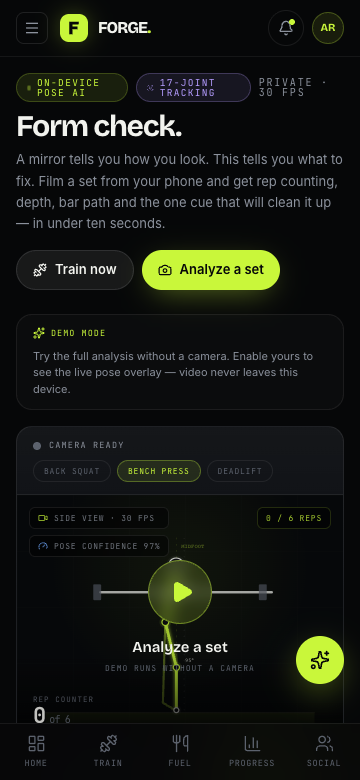 F FORGE.
AR
ON-DEVICE POSE AI
17-JOINT TRACKING
PRIVATE · 30 FPS
Form check.
A mirror tells you how you look. This tells you what to
fix. Film a set from your phone and get rep counting,
depth, bar path and the one cue that will clean it up
— in under ten seconds.
Train now
Analyze a set
DEMO MODE
Try the full analysis without a camera. Enable yours to
see the live pose overlay — video never leaves this
device.
CAMERA READY
BACK SQUAT
BENCH PRESS
DEADLIFT
SIDE VIEW · 30 FPS
0 / 6 REPS
POSE CONFIDENCE 97%
Analyze a set
DEMO RUNS WITHOUT A CAMERA
REP COUNTER
0 of 6
HOME
TRAIN
FUEL
PROGRESS
SOCIAL